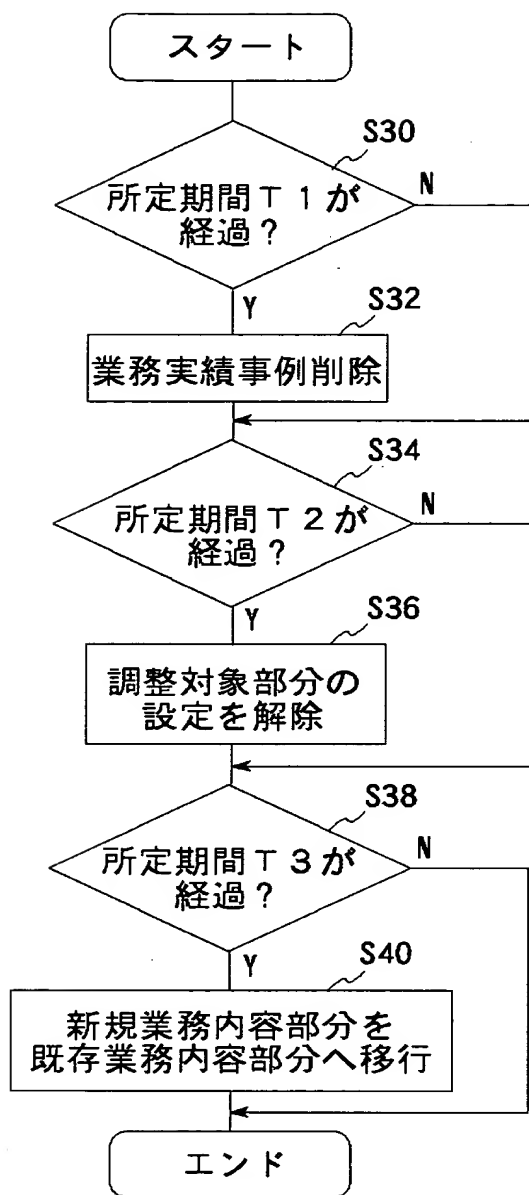 スタート
S30
所定期間T1が
経過？
N
Y
S32
業務実績事例削除
S34
所定期間T2が
経過？
N
Y
S36
調整対象部分の
設定を解除
S38
所定期間T3が
経過？
N
Y
S40
新規業務内容部分を
既存業務内容部分へ移行
エンド